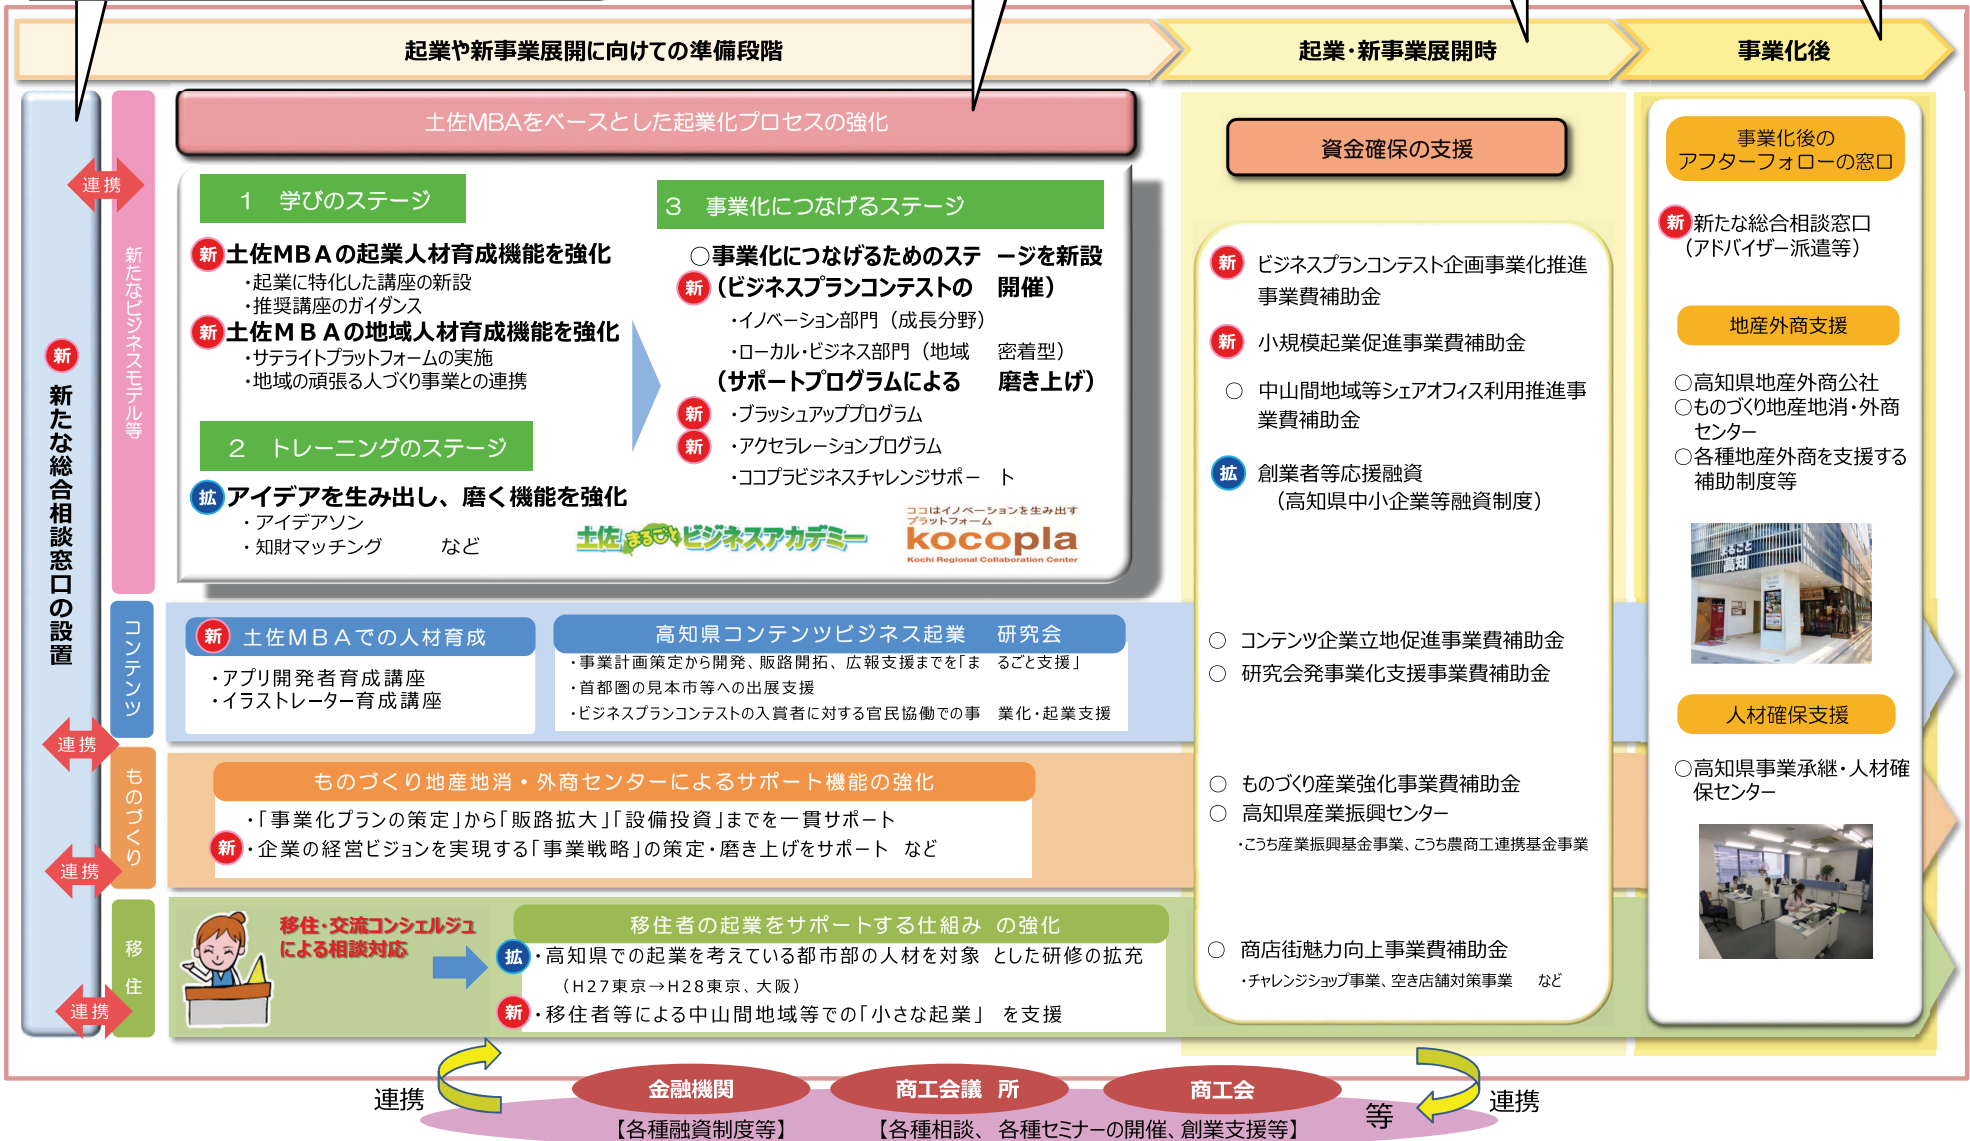 起業や新事業展開に向けての準備段階
起業・新事業展開時
事業化後
新
新たな総合相談窓口の設置
連携
連携
連携
連携
新たなビジネスモデル等
土佐MBAをベースとした起業化プロセスの強化
1 学びのステージ
新 土佐MBAの起業人材育成機能を強化
・起業に特化した講座の新設
・推奨講座のガイダンス
新 土佐MBAの地域人材育成機能を強化
・サテライトプラットフォームの実施
・地域の頑張る人づくり事業との連携
2 トレーニングのステージ
拡 アイデアを生み出し、磨く機能を強化
・アイデアソン
・知財マッチング など
3 事業化につなげるステージ
○事業化につなげるためのステ ージを新設
新 (ビジネスプランコンテストの 開催)
・イノベーション部門(成長分野)
・ローカル・ビジネス部門(地域 密着型)
(サポートプログラムによる 磨き上げ)
新 ・ブラッシュアッププログラム
新 ・アクセラレーションプログラム
・ココプラビジネスチャレンジサポー ト
土佐まるごとビジネスアカデミー
ココはイノベーションを生み出す
プラットフォーム
kocopla
Kochi Regional Collaboration Center
コンテンツ
新 土佐MBAでの人材育成
・アプリ開発者育成講座
・イラストレーター育成講座
高知県コンテンツビジネス起業 研究会
・事業計画策定から開発、販路開拓、広報支援までを「ま るごと支援」
・首都圏の見本市等への出展支援
・ビジネスプランコンテストの入賞者に対する官民協働での事 業化・起業支援
ものづくり
ものづくり地産地消・外商センターによるサポート機能の強化
・「事業化プランの策定」から「販路拡大」「設備投資」までを一貫サポート
新 ・企業の経営ビジョンを実現する「事業戦略」の策定・磨き上げをサポート など
移住
移住・交流コンシェルジュ
による相談対応
移住者の起業をサポートする仕組み の強化
拡 ・高知県での起業を考えている都市部の人材を対象 とした研修の拡充
(H27東京→H28東京、大阪)
新 ・移住者等による中山間地域等での「小さな起業」 を支援
資金確保の支援
新 ビジネスプランコンテスト企画事業化推進
事業費補助金
新 小規模起業促進事業費補助金
○ 中山間地域等シェアオフィス利用推進事
業費補助金
拡 創業者等応援融資
(高知県中小企業等融資制度)
○ コンテンツ企業立地促進事業費補助金
○ 研究会発事業化支援事業費補助金
○ ものづくり産業強化事業費補助金
○ 高知県産業振興センター
・こうち産業振興基金事業、こうち農商工連携基金事業
○ 商店街魅力向上事業費補助金
・チャレンジショップ事業、空き店舗対策事業 など
事業化後の
アフターフォローの窓口
新 新たな総合相談窓口
(アドバイザー派遣等)
地産外商支援
○高知県地産外商公社
○ものづくり地産地消・外商
センター
○各種地産外商を支援する
補助制度等
まるごと
高知
人材確保支援
○高知県事業承継・人材確
保センター
連携
金融機関
商工会議 所
商工会
等
連携
【各種融資制度等】
【各種相談、各種セミナーの開催、創業支援等】